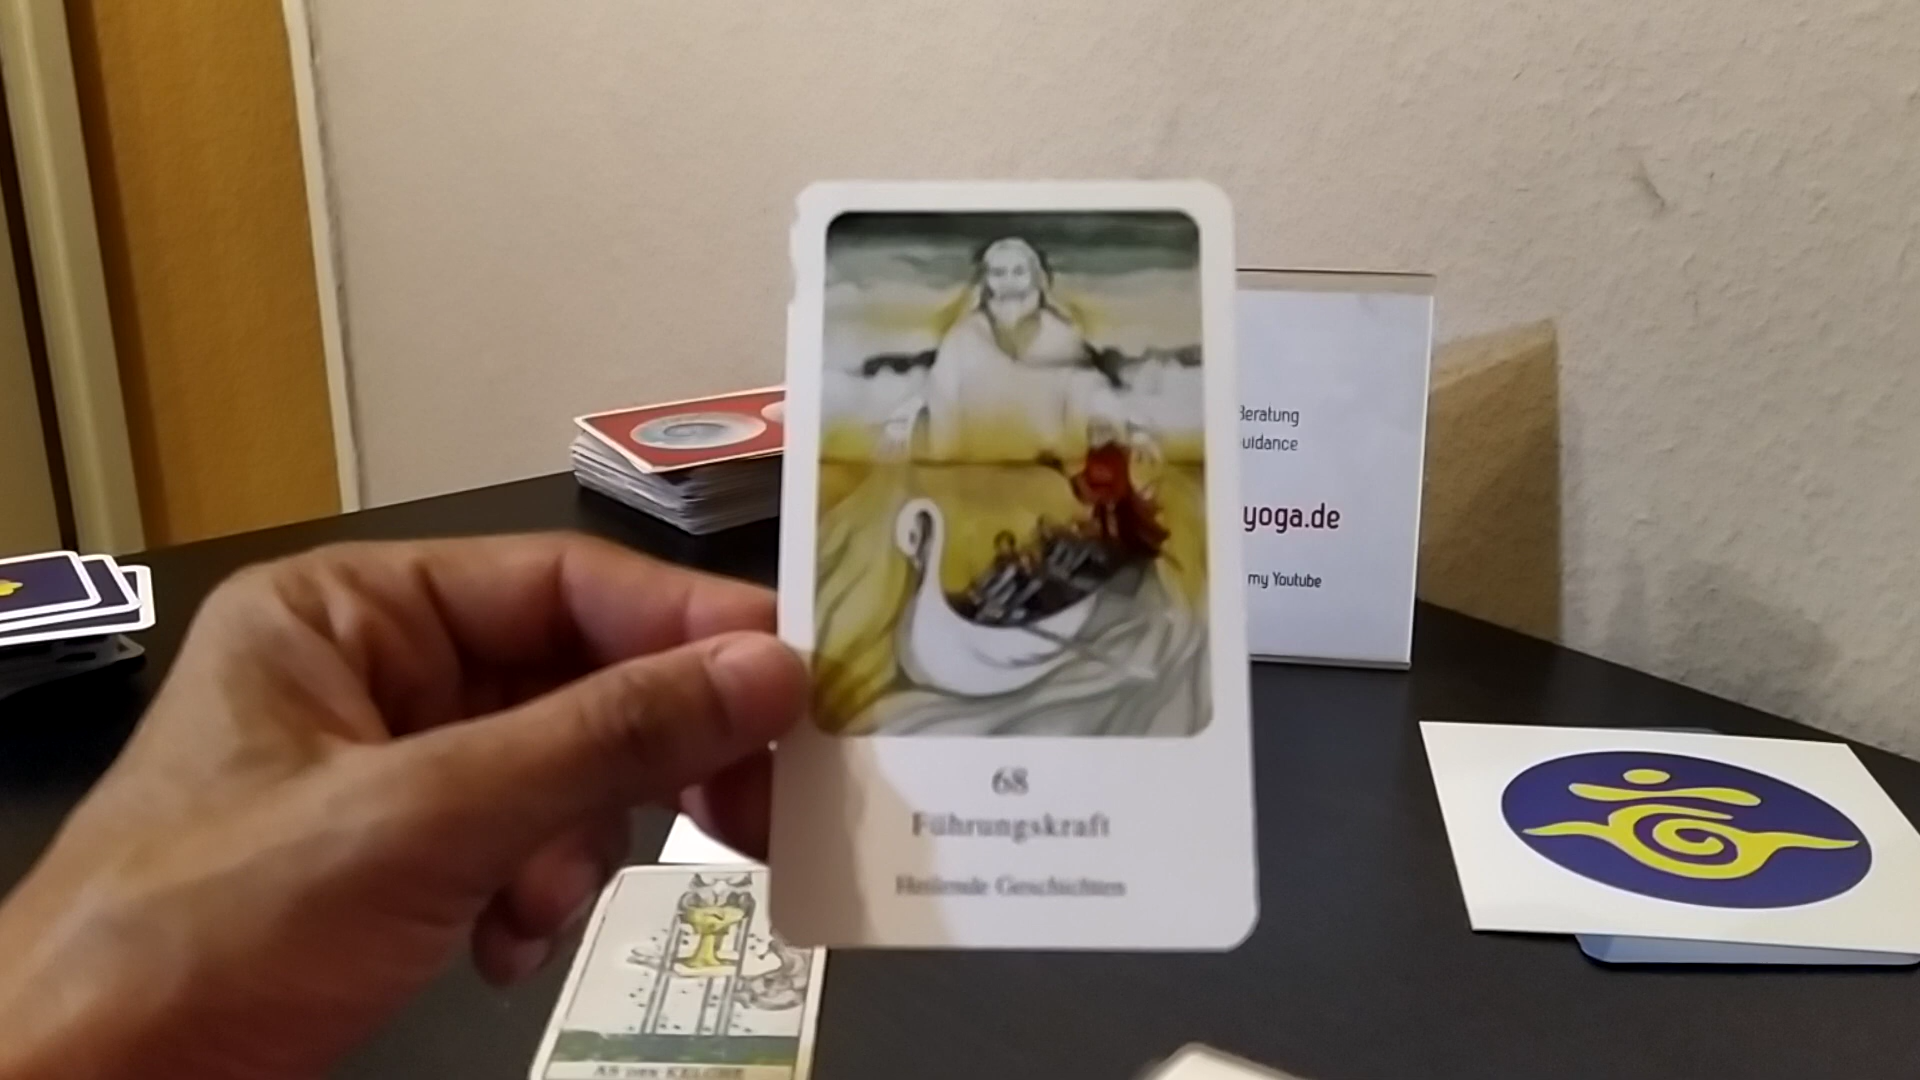 Beratung
uidance
yoga.de
my Youtube
68
Führungskraft
Heilende Geschichten
AS DER KELCHE